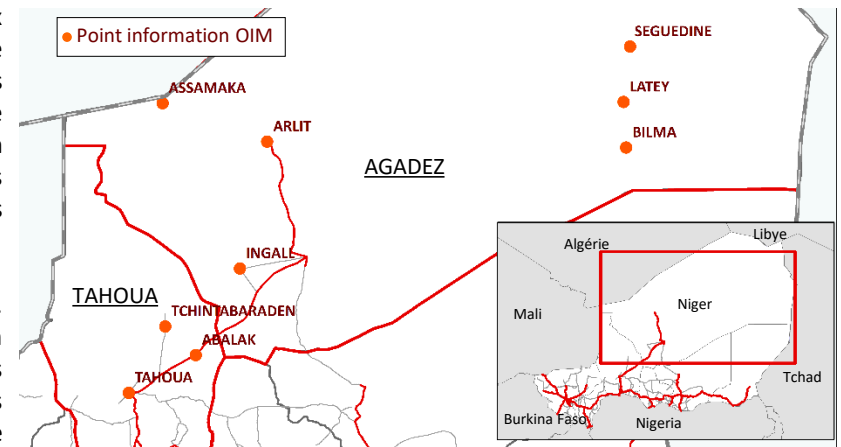 Point information OIM
SEGUEDINE
ASSAMAKA
LATEY
ARLIT
BILMA
AGADEZ
INGALL
TAHOUA
TCHINTABARADEN
ABALAK
TAHOUA
Libye
Algérie
Mali
Niger
Tchad
Burkina Faso
Nigeria